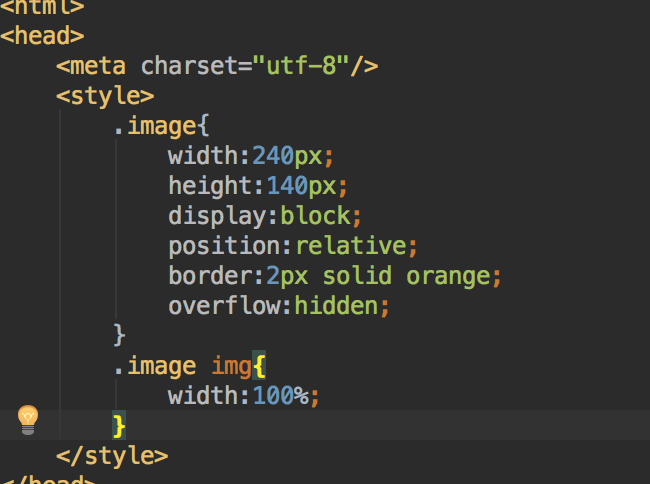 <html>
<head>
<meta charset="utf-8"/>
<style>
.image{
width:240px;
height:140px;
display:block;
position:relative;
border:2px solid orange;
overflow:hidden;
}
.image img{
width:100%;
}
</style>
</head>